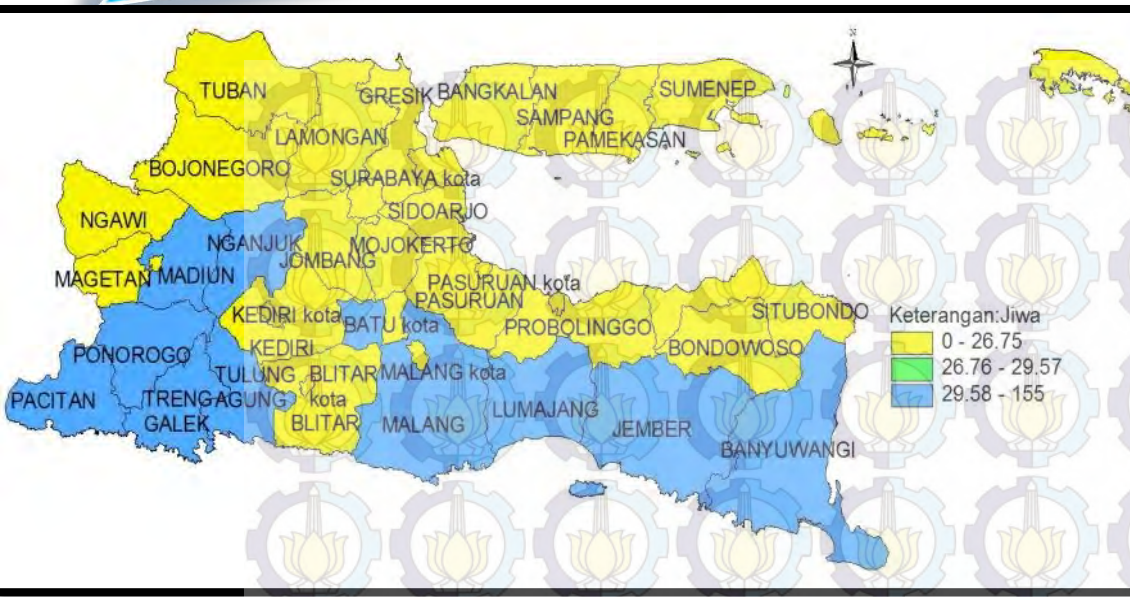 N
TUBAN
GRESIK
BANGKALAN
SUMENEP
SAMPANG
LAMONGAN
PAMEKASAN
BOJONEGORO
SURABAYA kota
NGAWI
SIDOARJO
NGANJUK
MOJOKERTO
JOMBANG
MAGETAN
MADIUN
PASURUAN kota
PASURUAN
KEDIRI kota
BATU kota
PROBOLINGGO
SITUBONDO
Keterangan:Jiwa
0 - 26.75
26.76 - 29.57
29.58 - 155
KEDIRI
BONDOWOSO
PONOROGO
TULUNG
AGUNG
BLITAR
kota
MALANG kota
PACITAN
TRENG
GALEK
BLITAR
MALANG
LUMAJANG
JEMBER
BANYUWANGI